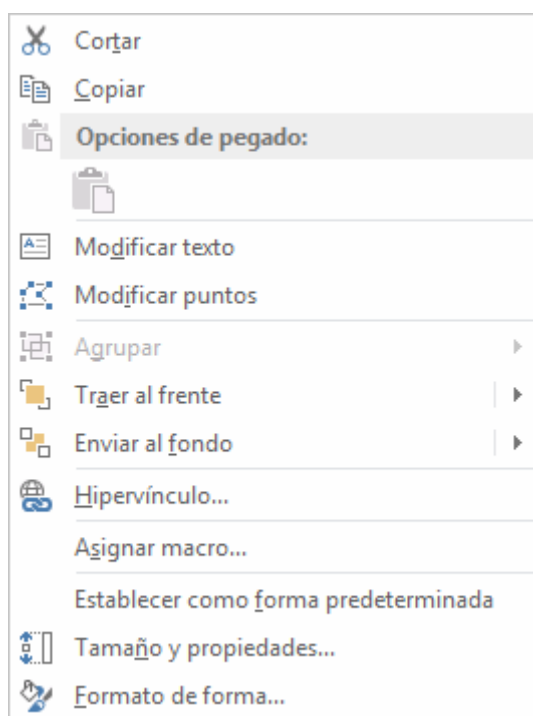 Cortar
Copiar
Opciones de pegado:
Modificar texto
Modificar puntos
Agrupar
Traer al frente
Enviar al fondo
Hipervínculo...
Asignar macro...
Establecer como forma predeterminada
Tamaño y propiedades...
Formato de forma...